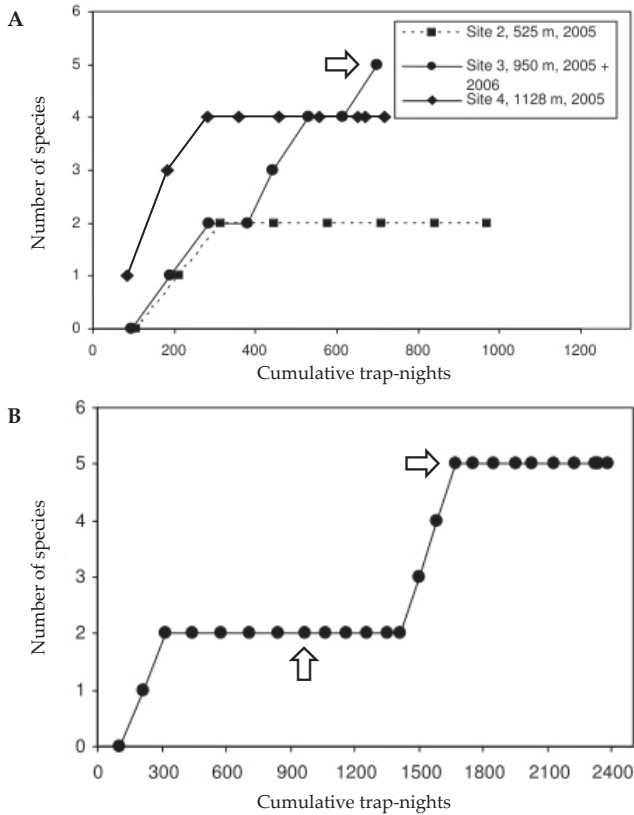 A
6
5
4
3
2
1
0
Number of species
0 200 400 600 800 1000 1200
Cumulative trap-nights
Site 2, 525 m, 2005
Site 3, 950 m, 2005 +
2006
Site 4, 1128 m, 2005
B
6
5
4
3
2
1
0
Number of species
0 300 600 900 1200 1500 1800 2100 2400
Cumulative trap-nights